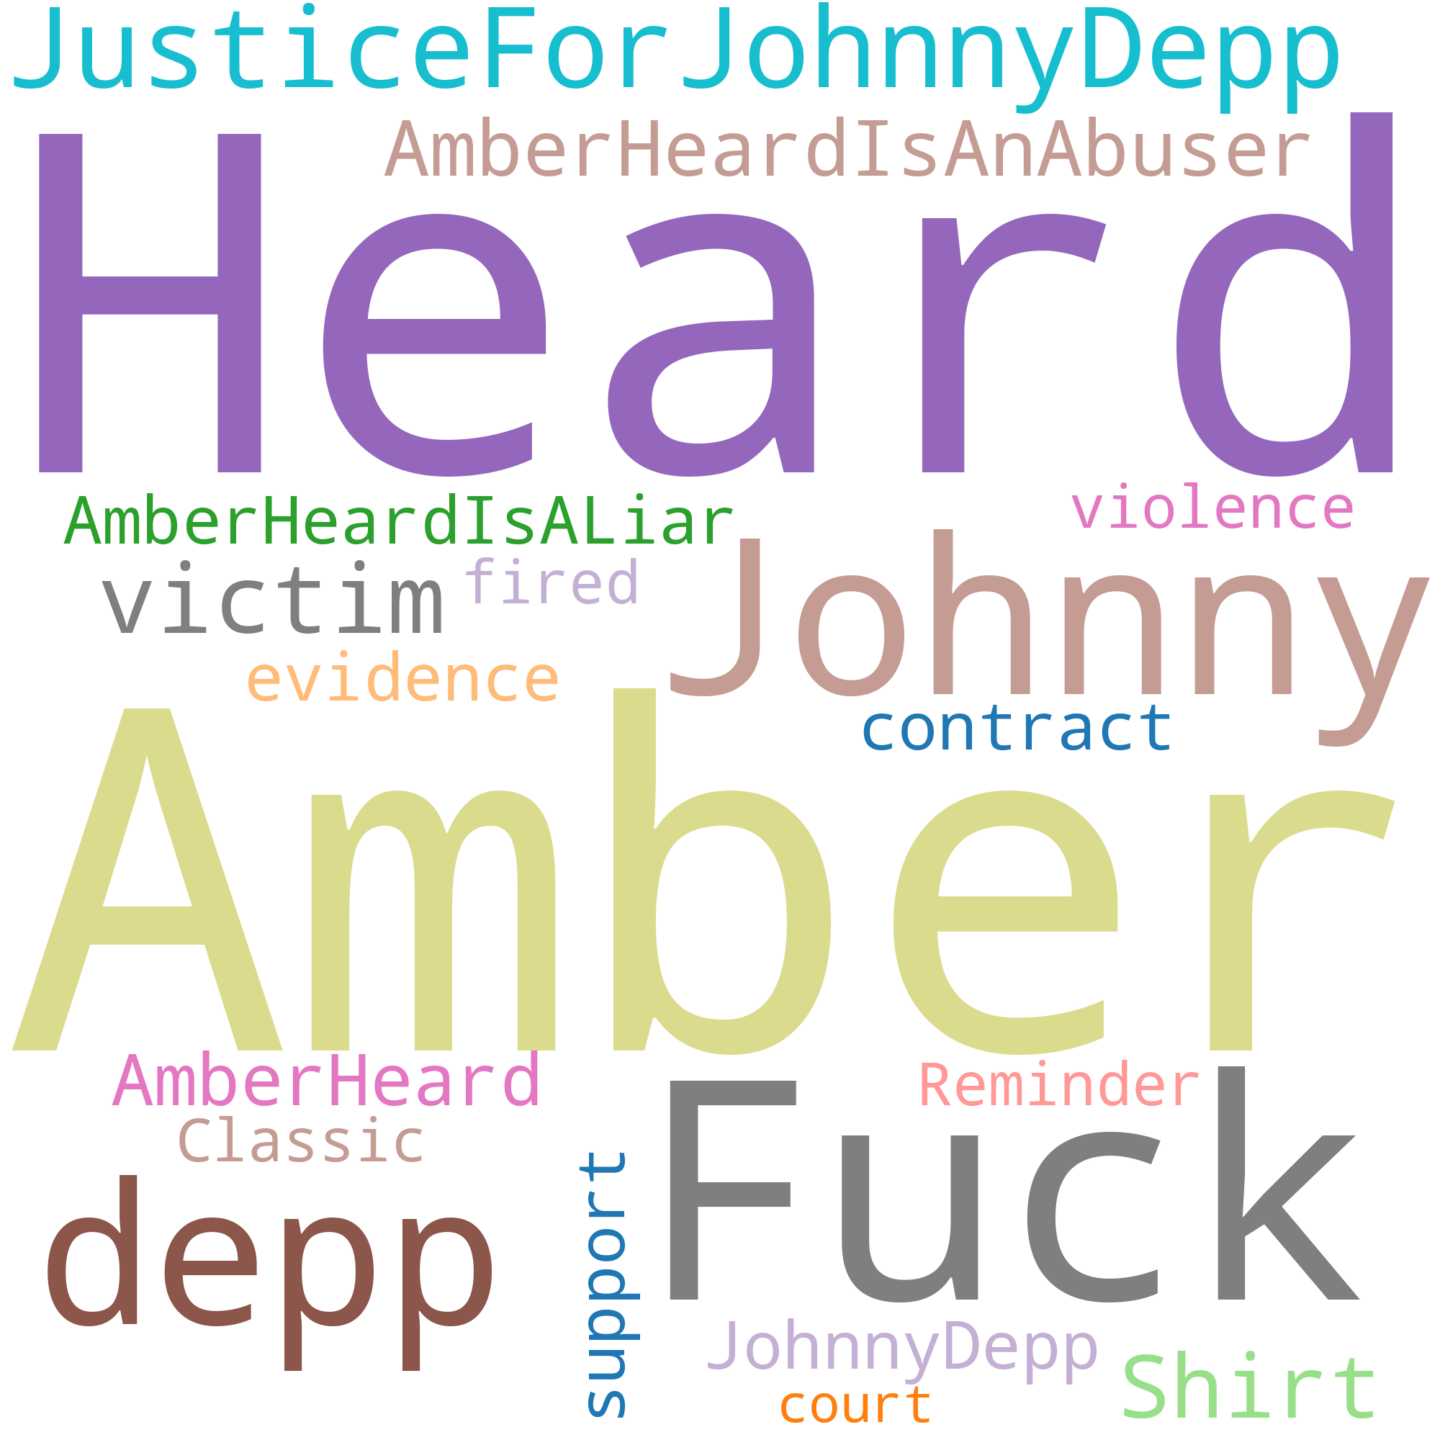 JusticeForJohnnyDepp
AmberHeardIsAnAbuser
Heard
AmberHeardIsALiar
violence
victim
fired
Johnny
evidence
contract
Amber
AmberHeard
Reminder
Classic
Fuck
depp
support
JohnnyDepp
Shirt
court